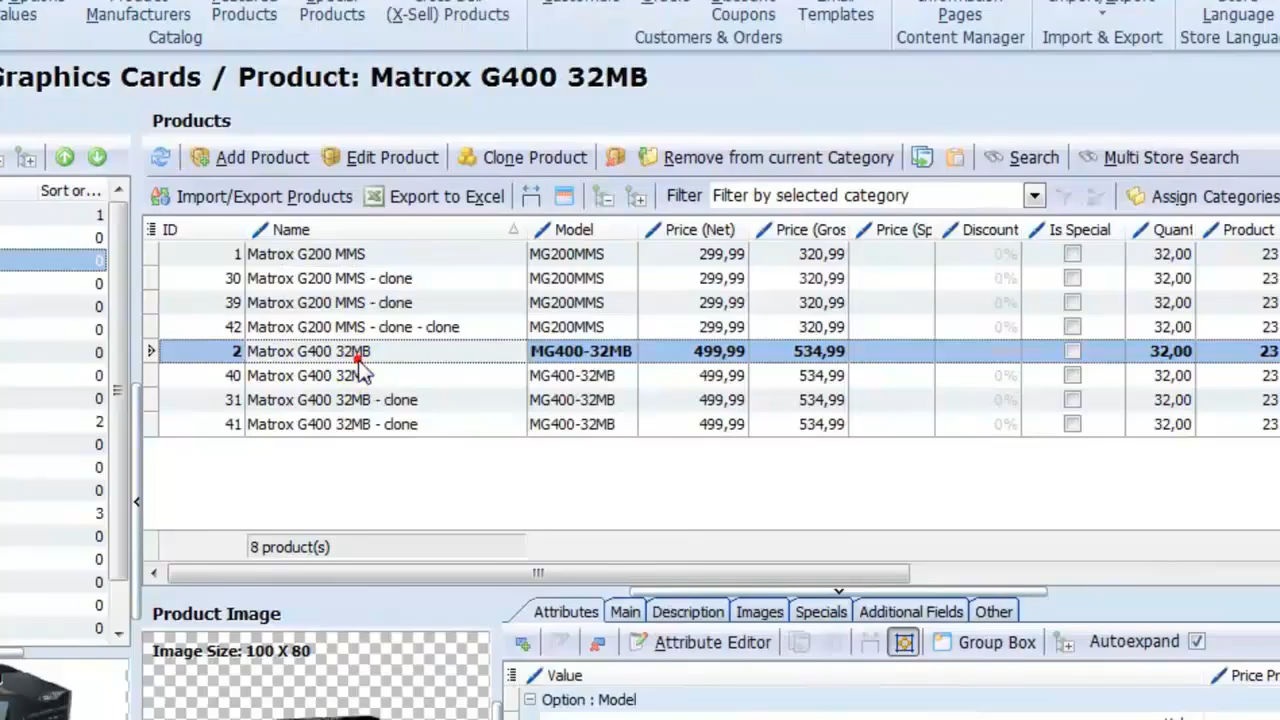 Manufacturers Products Products (X-Sell) Products Coupons Templates Pages Language
Catalog Customers & Orders Content Manager Import & Export
Graphics Cards / Product: Matrox G400 32MB
Products
Add Product Edit Product Clone Product Remove from current Category Search Multi Store Search
Sort or...
Import/Export Products Export to Excel Filter Filter by selected category Assign Categories
ID Name Model Price (Net) Price (Gros Price (Sp Discount Is Special Quant Product
1 Matrox G200 MMS MG200MMS 299,99 320,99 0% 32,00 23
30 Matrox G200 MMS - clone MG200MMS 299,99 320,99 0% 32,00 23
39 Matrox G200 MMS - clone MG200MMS 299,99 320,99 0% 32,00 23
42 Matrox G200 MMS - clone - clone MG200MMS 299,99 320,99 0% 32,00 23
2 Matrox G400 32MB MG400-32MB 499,99 534,99 32,00 23
40 Matrox G400 MG400-32MB 499,99 534,99 0% 32,00 23
31 Matrox G400 32MB - clone MG400-32MB 499,99 534,99 0% 32,00 23
41 Matrox G400 32MB - clone MG400-32MB 499,99 534,99 0% 32,00 23
8 product(s)
1
0
0
0
0
0
0
0
0
2
0
0
0
3
0
0
0
0
0
Product Image
Image Size: 100 X 80
Attributes Main Description Images Specials Additional Fields Other
Attribute Editor Group Box Autoexpand
Value Price Pr
Option : Model